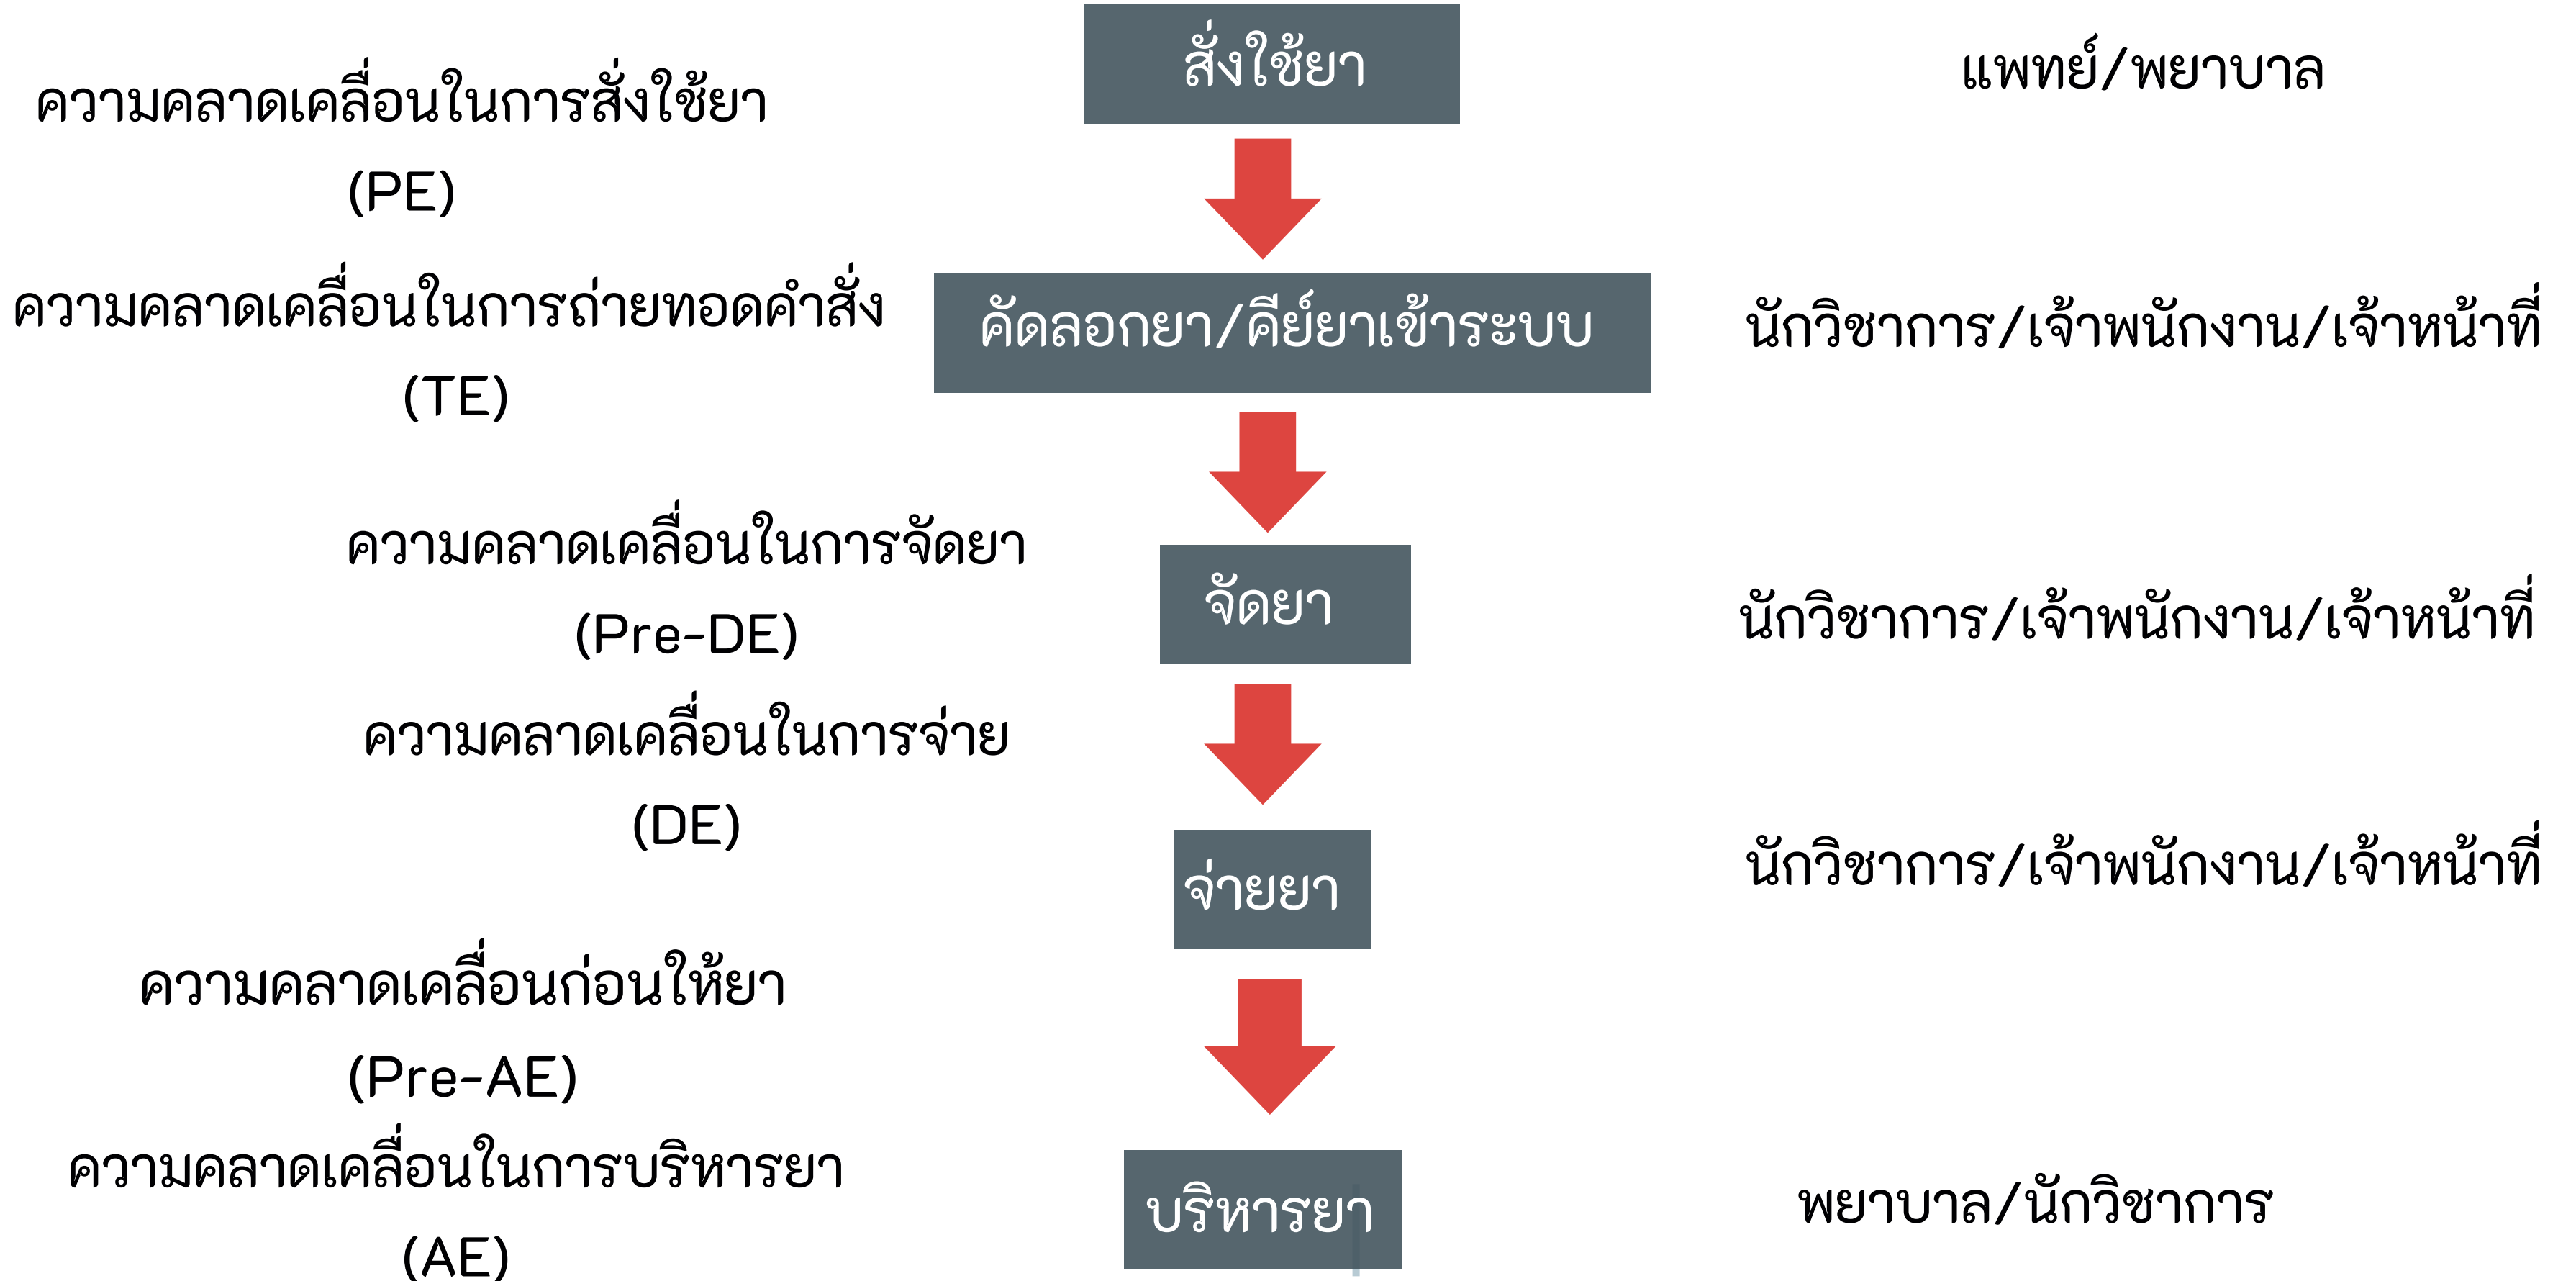 สั่งใช้ยา
แพทย์/พยาบาล
ความคลาดเคลื่อนในการสั่งใช้ยา
(PE)
ความคลาดเคลื่อนในการถ่ายทอดคำสั่ง
(TE)
คัดลอกยา/คีย์ยาเข้าระบบ
นักวิชาการ/เจ้าพนักงาน/เจ้าหน้าที่
ความคลาดเคลื่อนในการจัดยา
(Pre-DE)
จัดยา
นักวิชาการ/เจ้าพนักงาน/เจ้าหน้าที่
ความคลาดเคลื่อนในการจ่าย
(DE)
จ่ายยา
นักวิชาการ/เจ้าพนักงาน/เจ้าหน้าที่
ความคลาดเคลื่อนก่อนให้ยา
(Pre-AE)
ความคลาดเคลื่อนในการบริหารยา
(AE)
บริหารยา
พยาบาล/นักวิชาการ